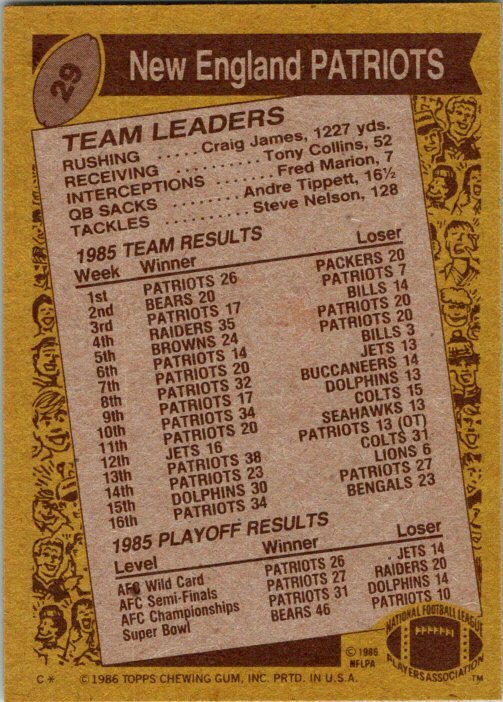 29
New England PATRIOTS
TEAM LEADERS
RUSHING ..... Craig James, 1227 yds.
RECEIVING ......... Tony Collins, 52
INTERCEPTIONS ..... Fred Marion, 7
QB SACKS ...... Andre Tippett, 16½
TACKLES ......... Steve Nelson, 128
1985 TEAM RESULTS
Week Winner Loser
1st PATRIOTS 26 PACKERS 20
2nd BEARS 20 PATRIOTS 7
3rd PATRIOTS 17 BILLS 14
4th RAIDERS 35 PATRIOTS 20
5th BROWNS 24 PATRIOTS 20
6th PATRIOTS 14 BILLS 3
7th PATRIOTS 20 JETS 13
8th PATRIOTS 32 BUCCANEERS 14
9th PATRIOTS 17 DOLPHINS 13
10th PATRIOTS 34 COLTS 15
11th PATRIOTS 20 SEAHAWKS 13
12th JETS 16 PATRIOTS 13 (OT)
13th PATRIOTS 38 COLTS 31
14th PATRIOTS 23 LIONS 6
15th DOLPHINS 30 PATRIOTS 27
16th PATRIOTS 34 BENGALS 23
1985 PLAYOFF RESULTS
Level Winner Loser
AFC Wild Card PATRIOTS 26 JETS 14
AFC Semi-Finals PATRIOTS 27 RAIDERS 20
AFC Championships PATRIOTS 31 DOLPHINS 14
Super Bowl BEARS 46 PATRIOTS 10
NATIONAL FOOTBALL LEAGUE
PLAYERS ASSOCIATION
TM
© 1986
NFLPA
C* © 1986 TOPPS CHEWING GUM, INC. PRTD. IN U.S.A.